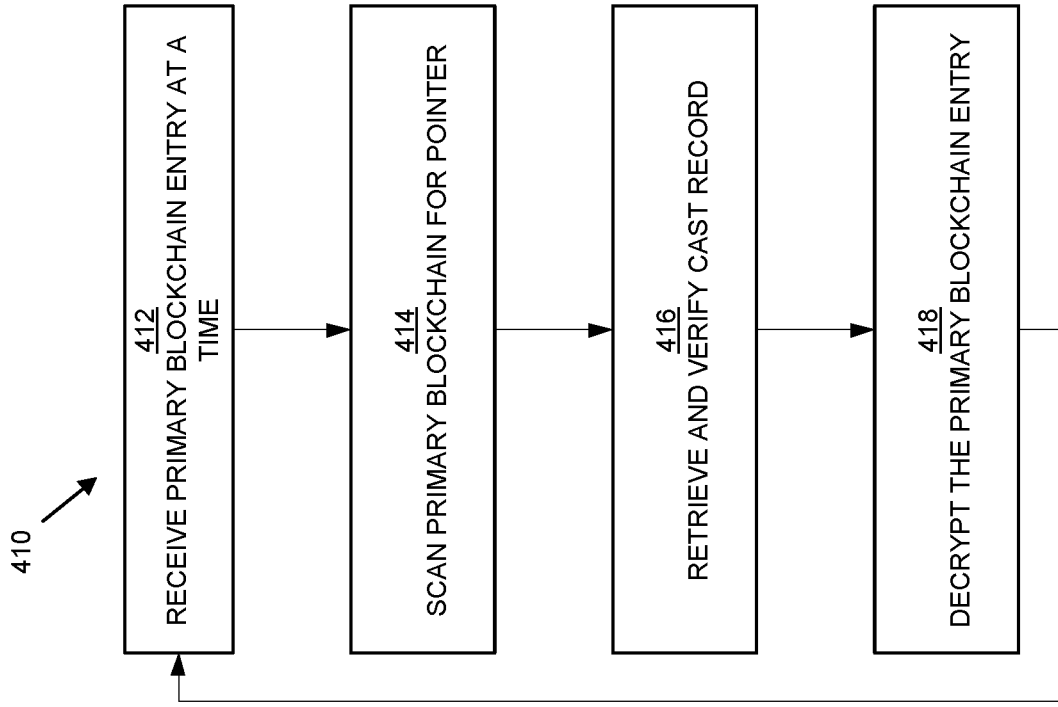 410
412
RECEIVE PRIMARY BLOCKCHAIN ENTRY AT A
TIME
414
SCAN PRIMARY BLOCKCHAIN FOR POINTER
416
RETRIEVE AND VERIFY CAST RECORD
418
DECRYPT THE PRIMARY BLOCKCHAIN ENTRY